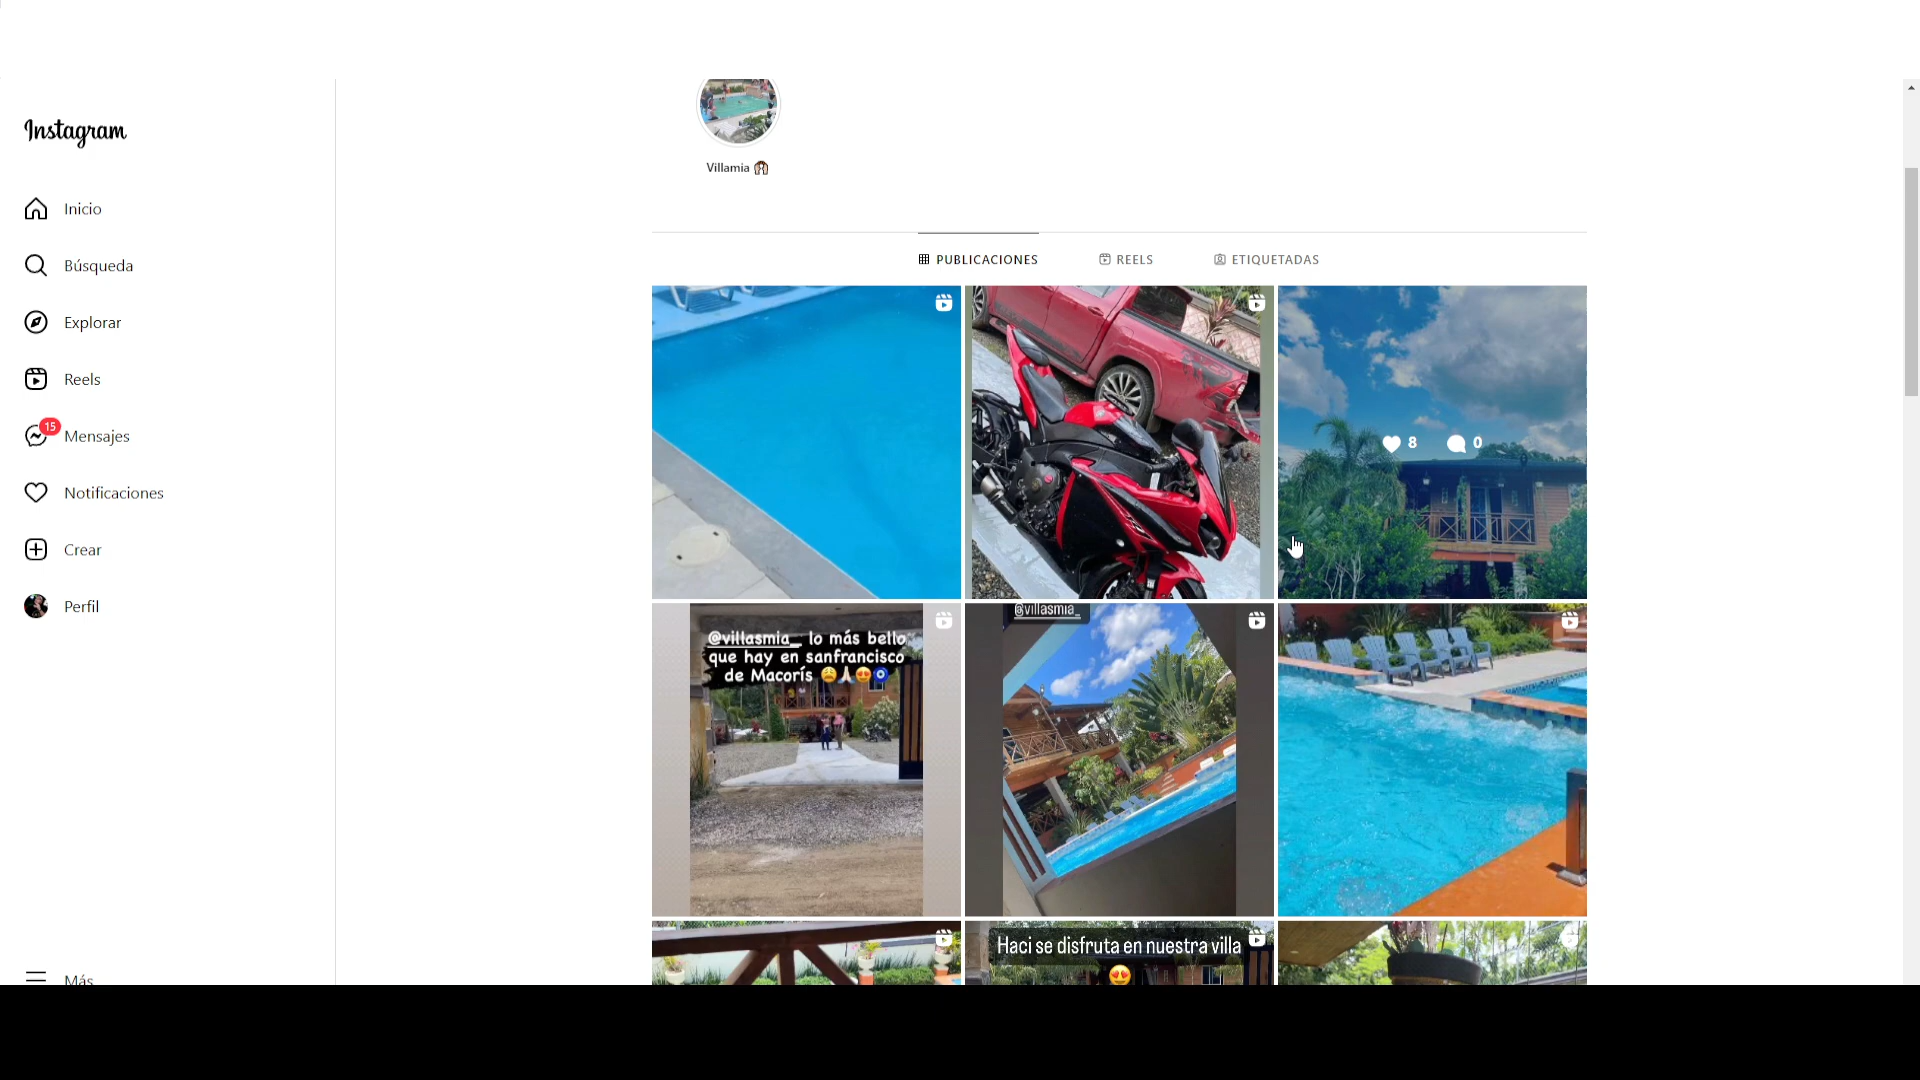 Instagram
Villamia
Inicio
Búsqueda
Explorar
Reels
15
Mensajes
Notificaciones
Crear
Perfil
Más
PUBLICACIONES
REELS
ETIQUETADAS
8
0
@villasmia_ lo más bello
que hay en sanfrancisco
de Macorís
@villasmia_
Haci se disfruta en nuestra villa